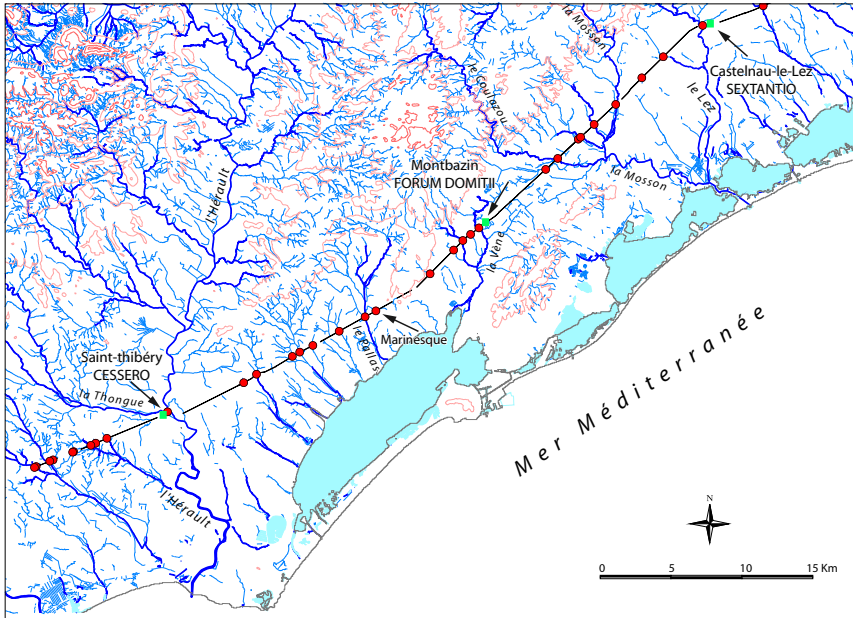 la Mosson
le Coulazou
Castelnau-le-Lez
SEXTANTIO
le Lez
Montbazin
FORUM DOMITII
la Mosson
l'Hérault
la Vène
Marinesque
le Pallas
Saint-thibéry
CESSERO
la Thongue
Mer Méditerranée
l'Hérault
N
0 5 10 15 Km